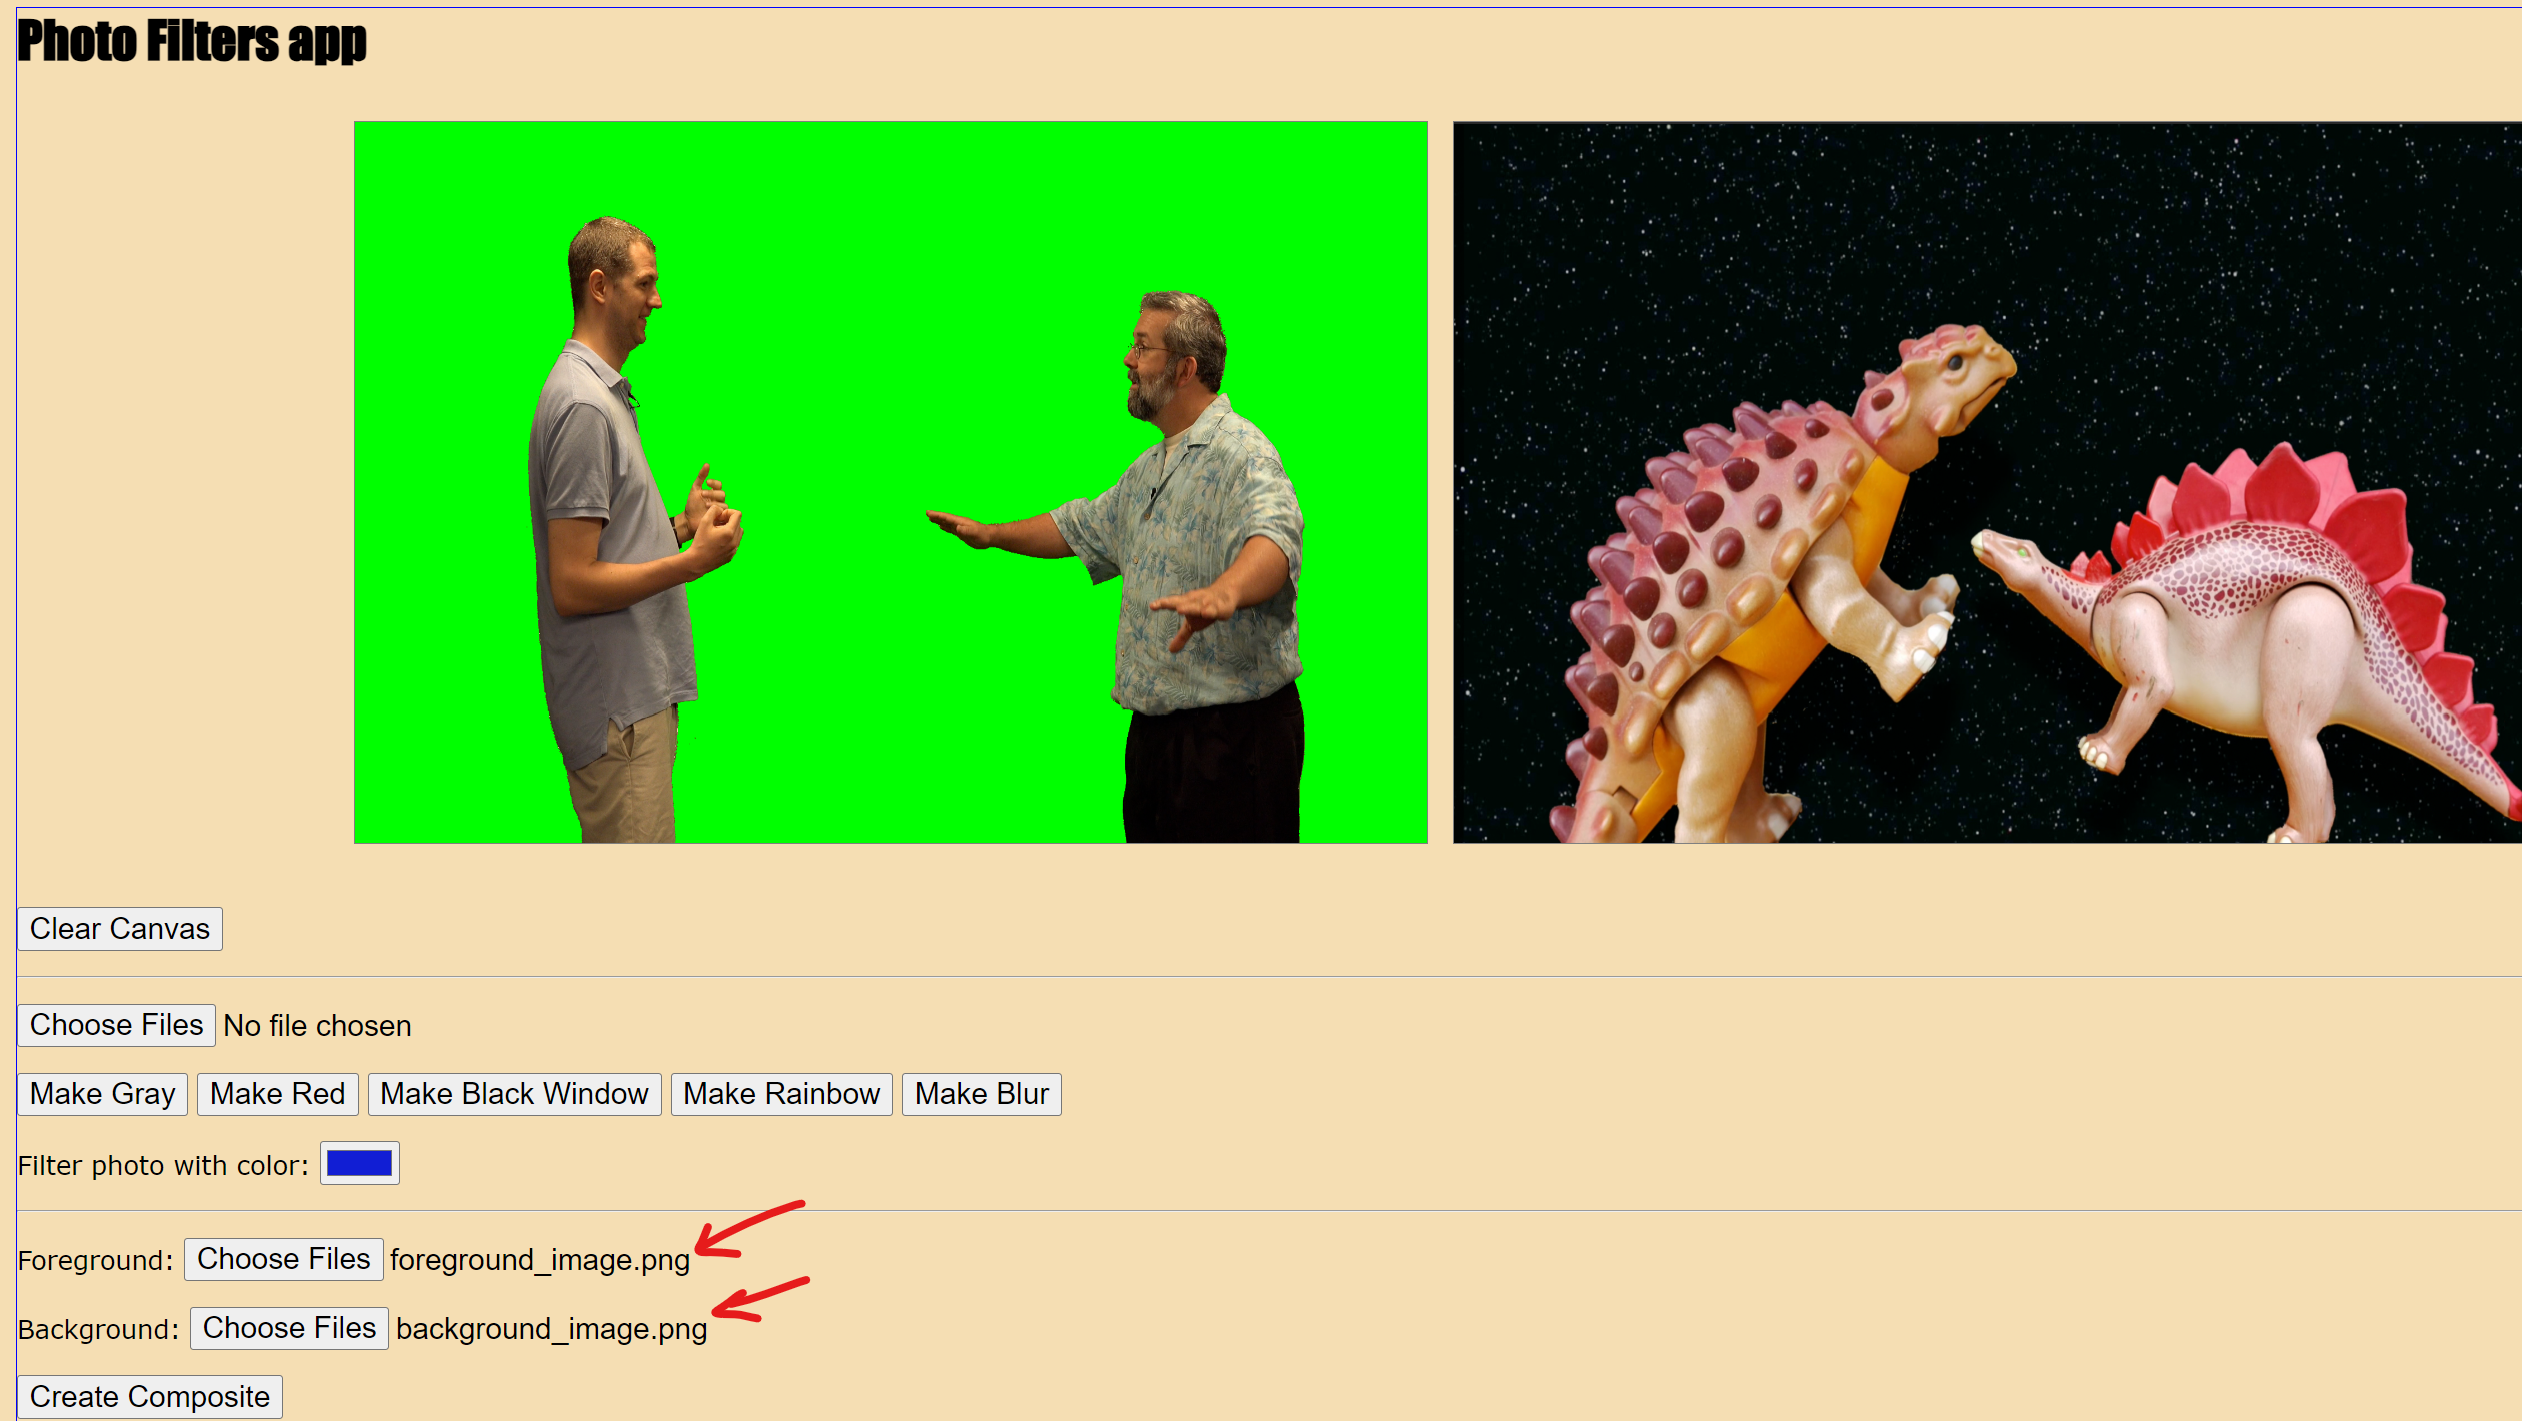 Photo Filters app
Clear Canvas
Choose Files No file chosen
Make Gray Make Red Make Black Window Make Rainbow Make Blur
Filter photo with color:
Foreground: Choose Files foreground_image.png
Background: Choose Files background_image.png
Create Composite